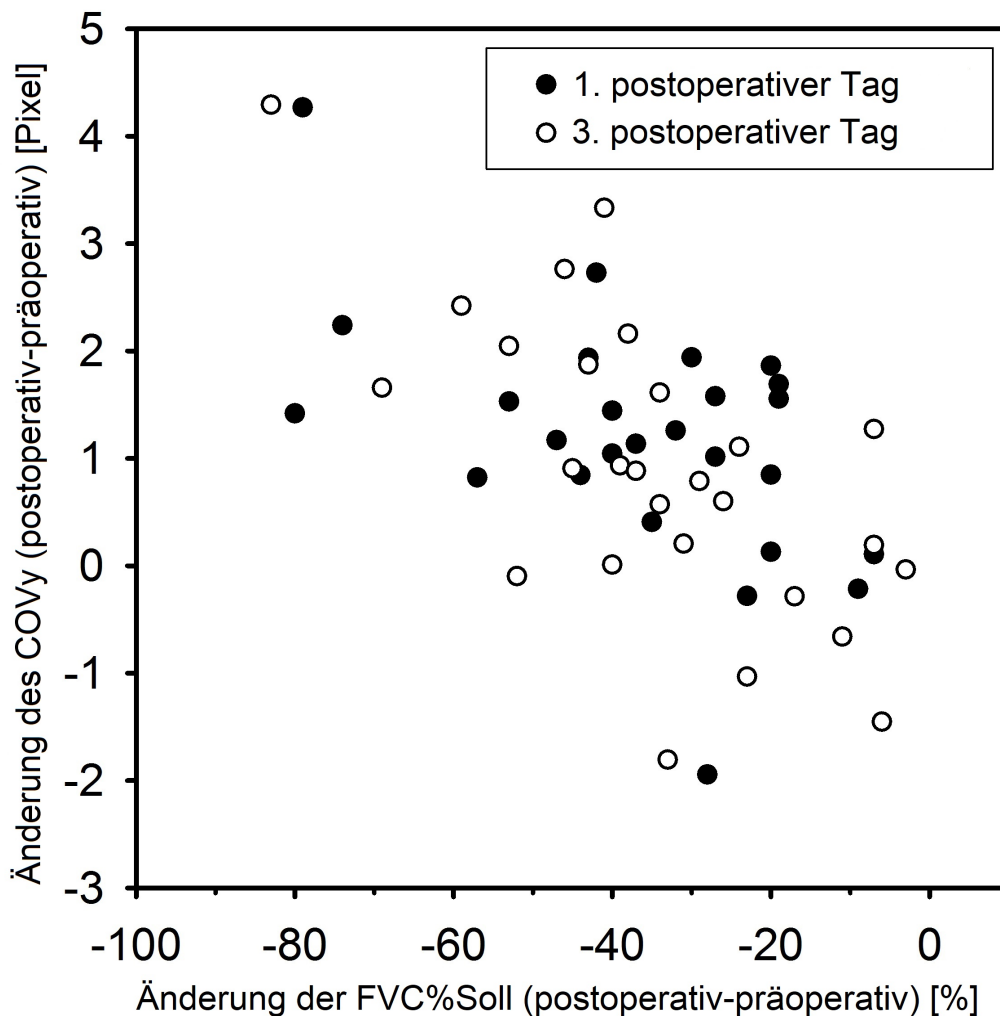 1. postoperativer Tag
3. postoperativer Tag
Änderung des COVy (postoperativ-präoperativ) [Pixel]
5
4
3
2
1
0
-1
-2
-3
-100 -80 -60 -40 -20 0
Änderung der FVC%Soll (postoperativ-präoperativ) [%]